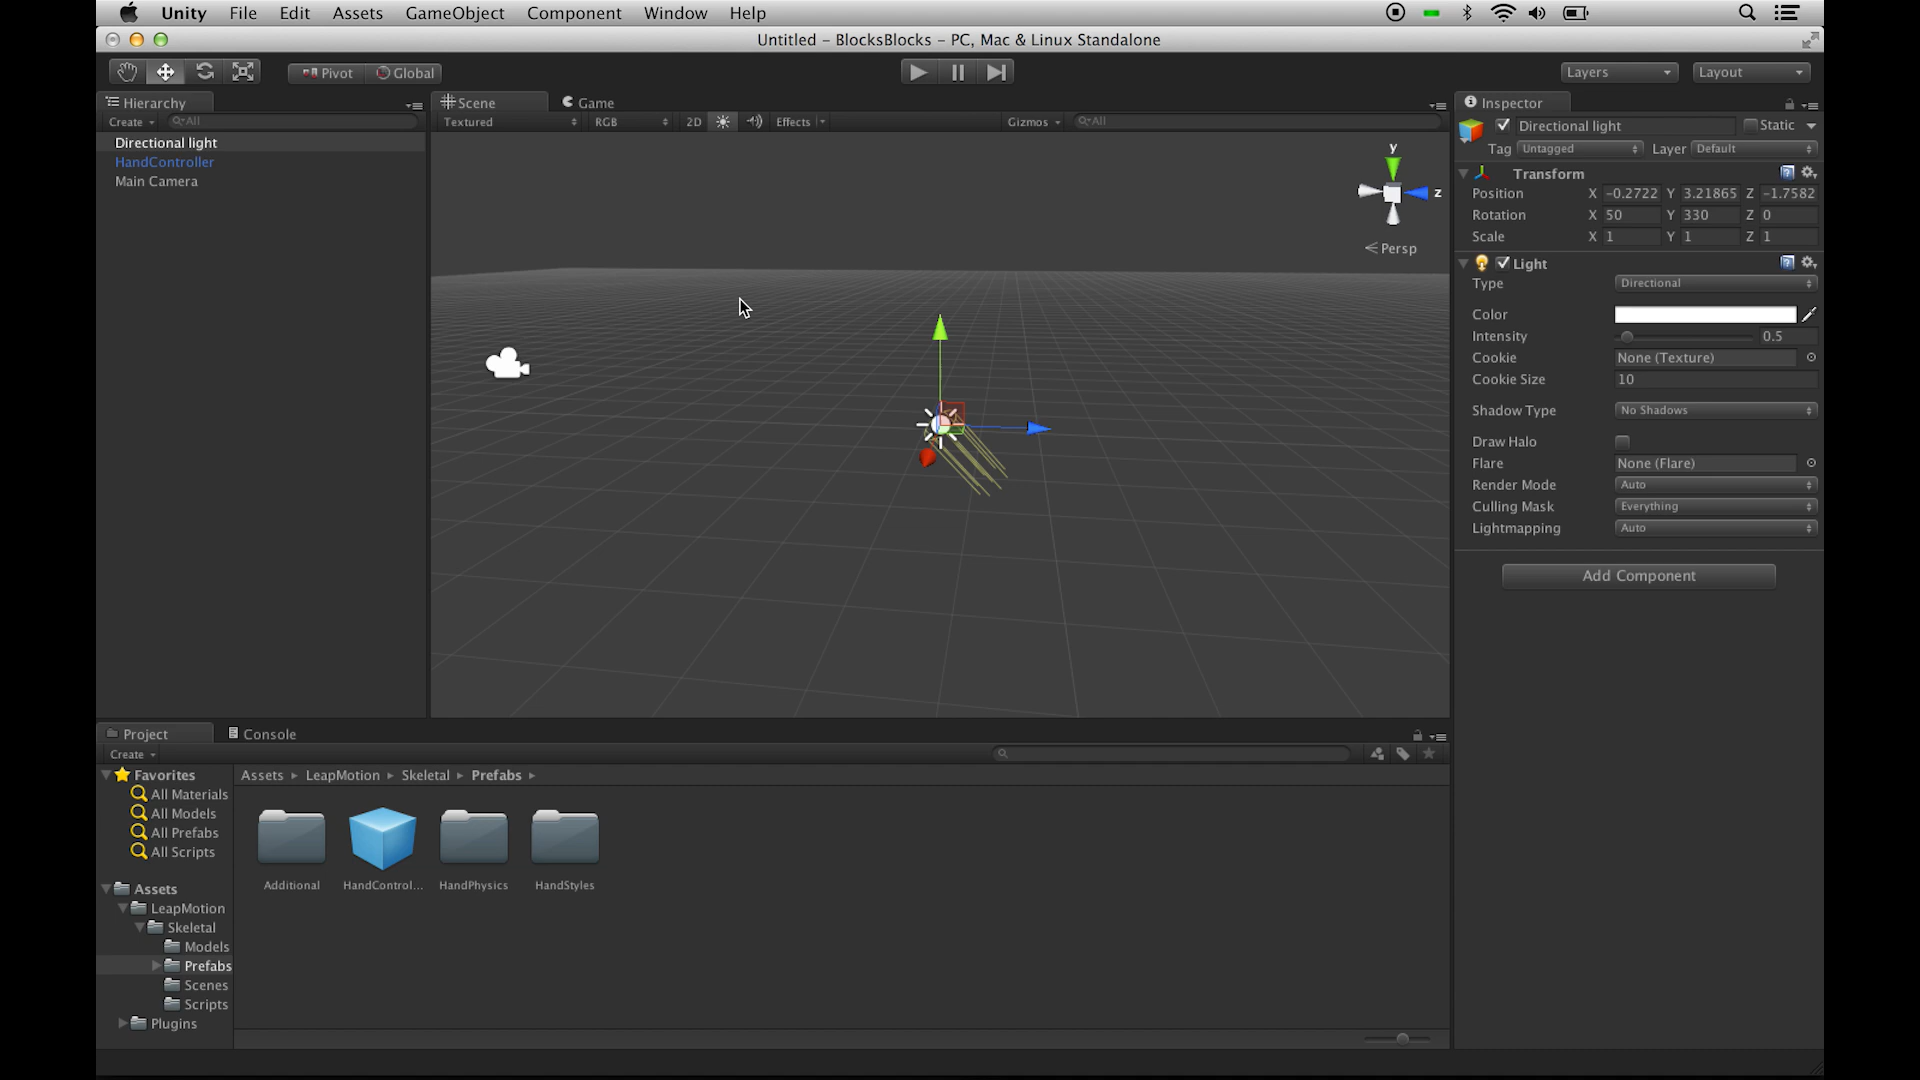 Unity File Edit Assets GameObject Component Window Help
Untitled – BlocksBlocks – PC, Mac & Linux Standalone
Pivot Global Layers Layout
Hierarchy Scene Game Inspector
Create All Textured RGB 2D Effects Gizmos All
Directional light Static
Tag Untagged Layer Default
Directional light
HandController
Main Camera
y
z
Persp
Transform
Position X -0.2722 Y 3.21865 Z -1.7582
Rotation X 50 Y 330 Z 0
Scale X 1 Y 1 Z 1
Light
Type Directional
Color
Intensity 0.5
Cookie None (Texture)
Cookie Size 10
Shadow Type No Shadows
Draw Halo
Flare None (Flare)
Render Mode Auto
Culling Mask Everything
Lightmapping Auto
Add Component
Project Console
Create
Favorites
All Materials
All Models
All Prefabs
All Scripts
Assets
LeapMotion
Skeletal
Models
Prefabs
Scenes
Scripts
Plugins
Assets LeapMotion Skeletal Prefabs
Additional HandControl... HandPhysics HandStyles